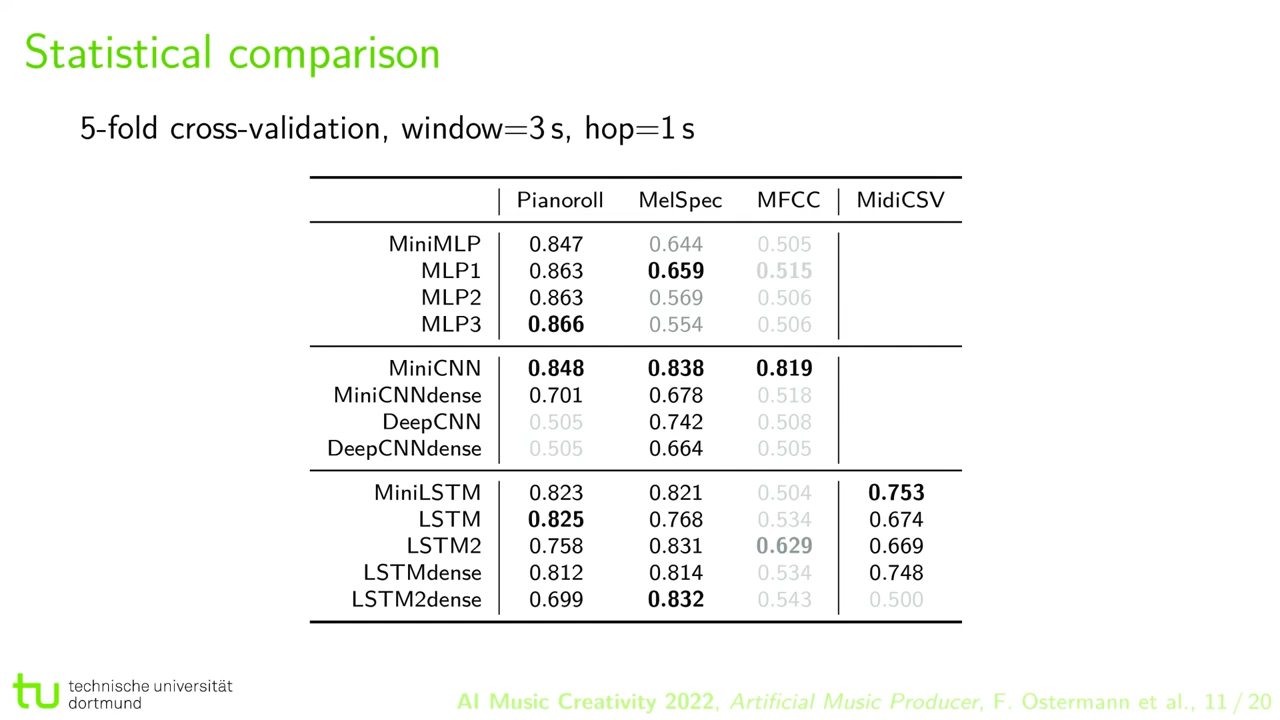 Statistical comparison
5-fold cross-validation, window=3 s, hop=1 s
Pianoroll MelSpec MFCC MidiCSV
MiniMLP 0.847 0.644 0.505
MLP1 0.863 0.659 0.515
MLP2 0.863 0.569 0.506
MLP3 0.866 0.554 0.506
MiniCNN 0.848 0.838 0.819
MiniCNNdense 0.701 0.678 0.518
DeepCNN 0.505 0.742 0.508
DeepCNNdense 0.505 0.664 0.505
MiniLSTM 0.823 0.821 0.504 0.753
LSTM 0.825 0.768 0.534 0.674
LSTM2 0.758 0.831 0.629 0.669
LSTMdense 0.812 0.814 0.534 0.748
LSTM2dense 0.699 0.832 0.543 0.500
tu technische universität
dortmund
AI Music Creativity 2022, Artificial Music Producer, F. Ostermann et al., 11 / 20